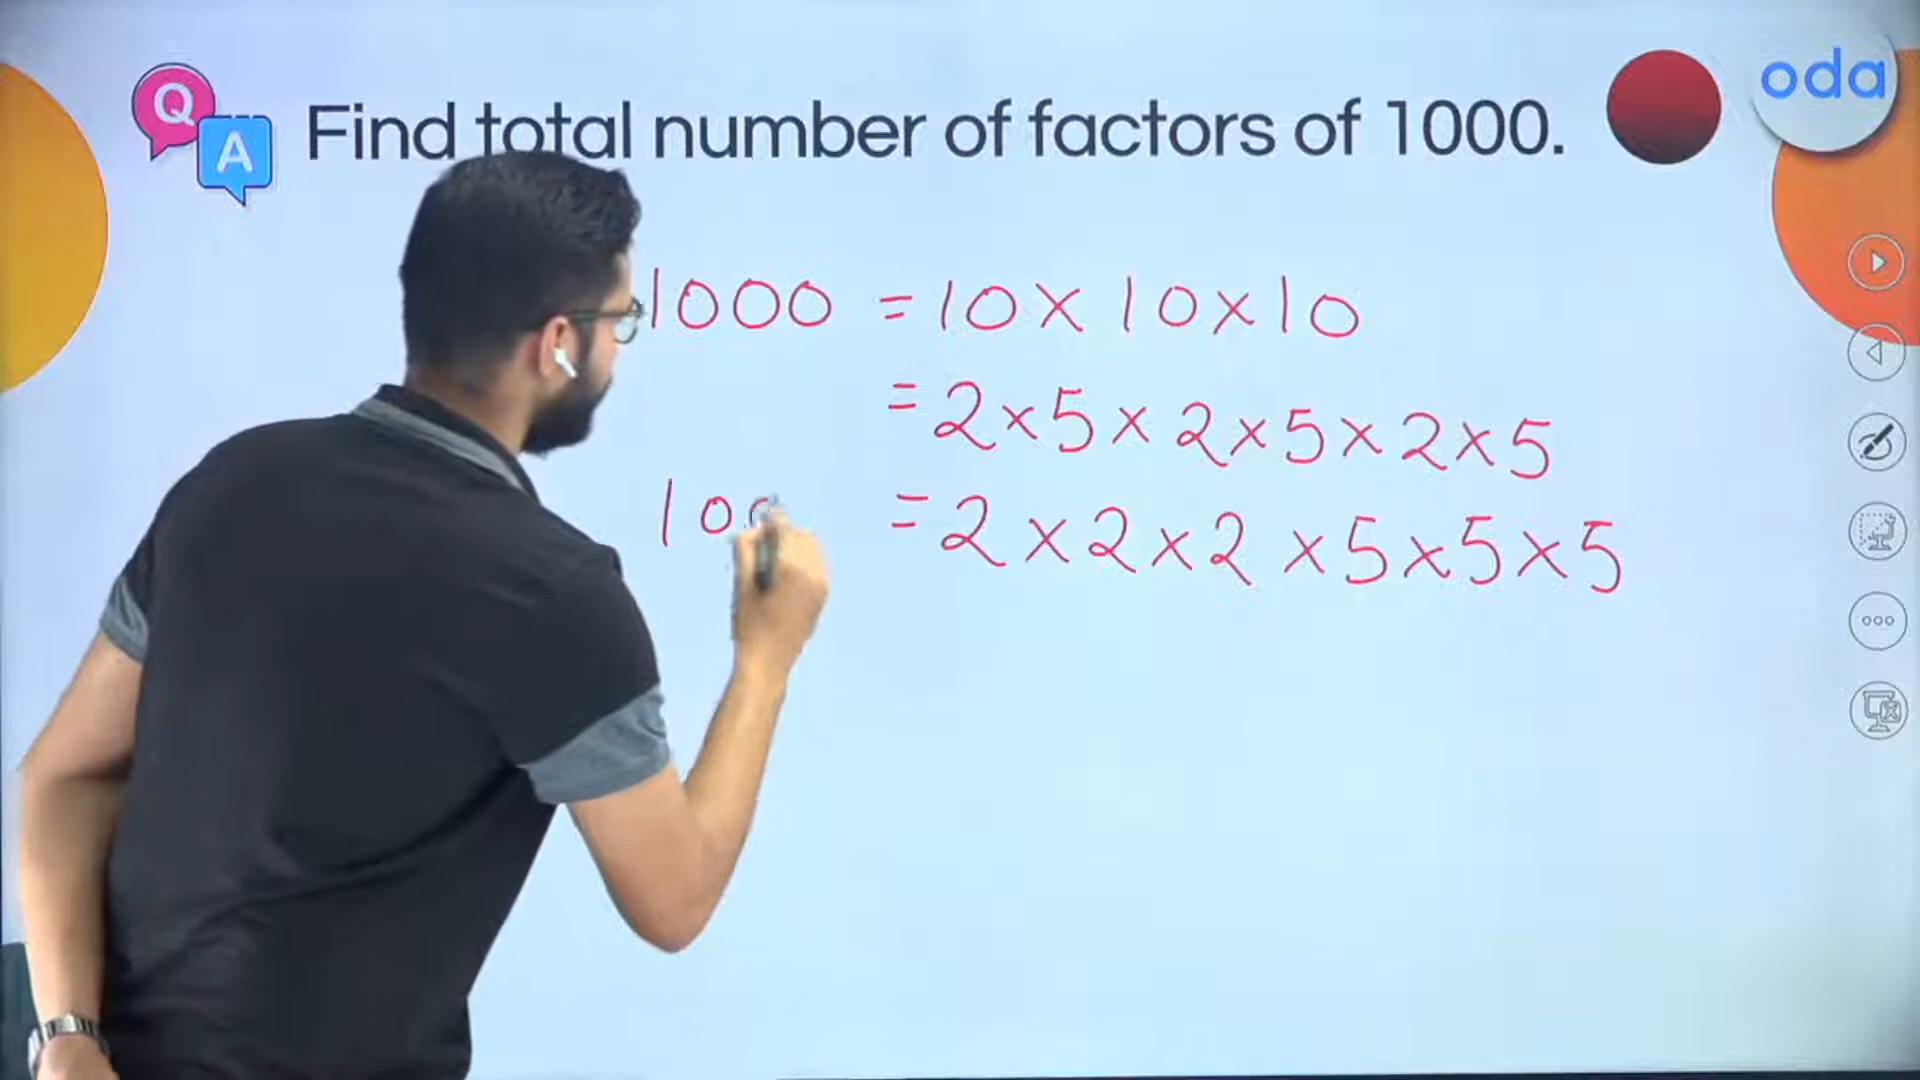 Q
A
Find total number of factors of 1000.
oda
1000 = 10 × 10 × 10
= 2 × 5 × 2 × 5 × 2 × 5
100 = 2 × 2 × 2 × 5 × 5 × 5